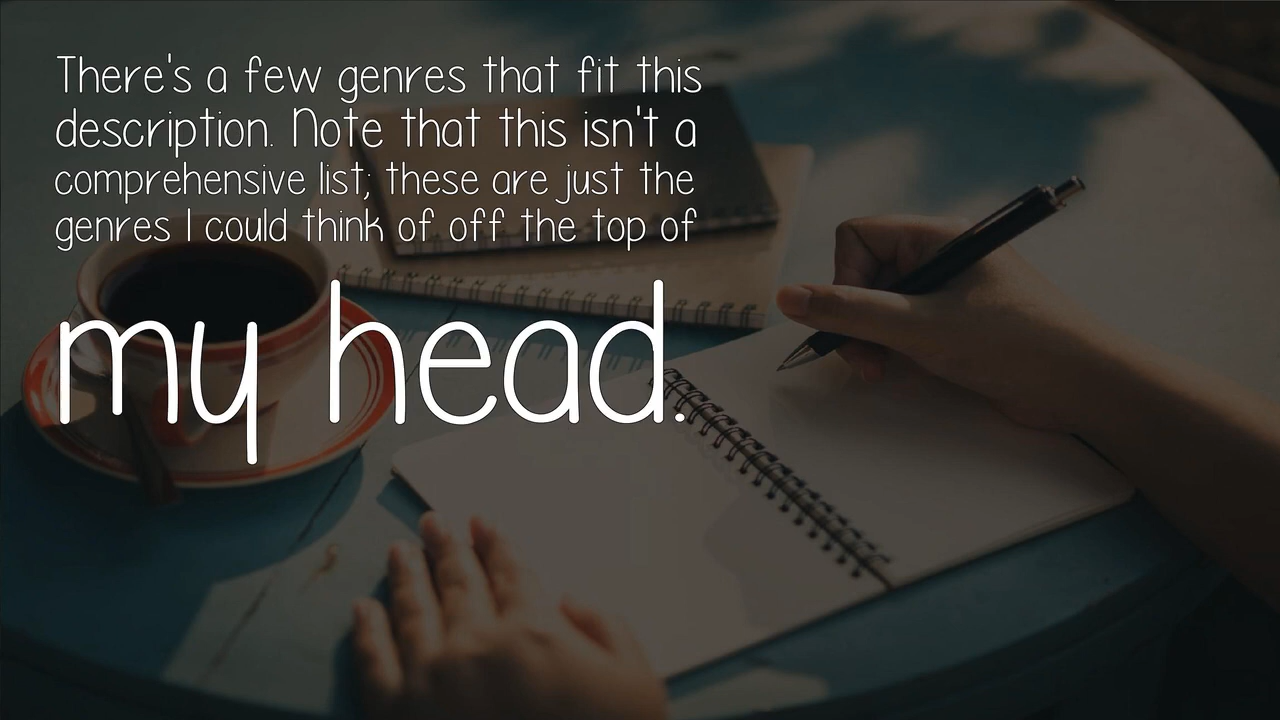 There's a few genres that fit this
description. Note that this isn't a
comprehensive list; these are just the
genres I could think of off the top of
my head.